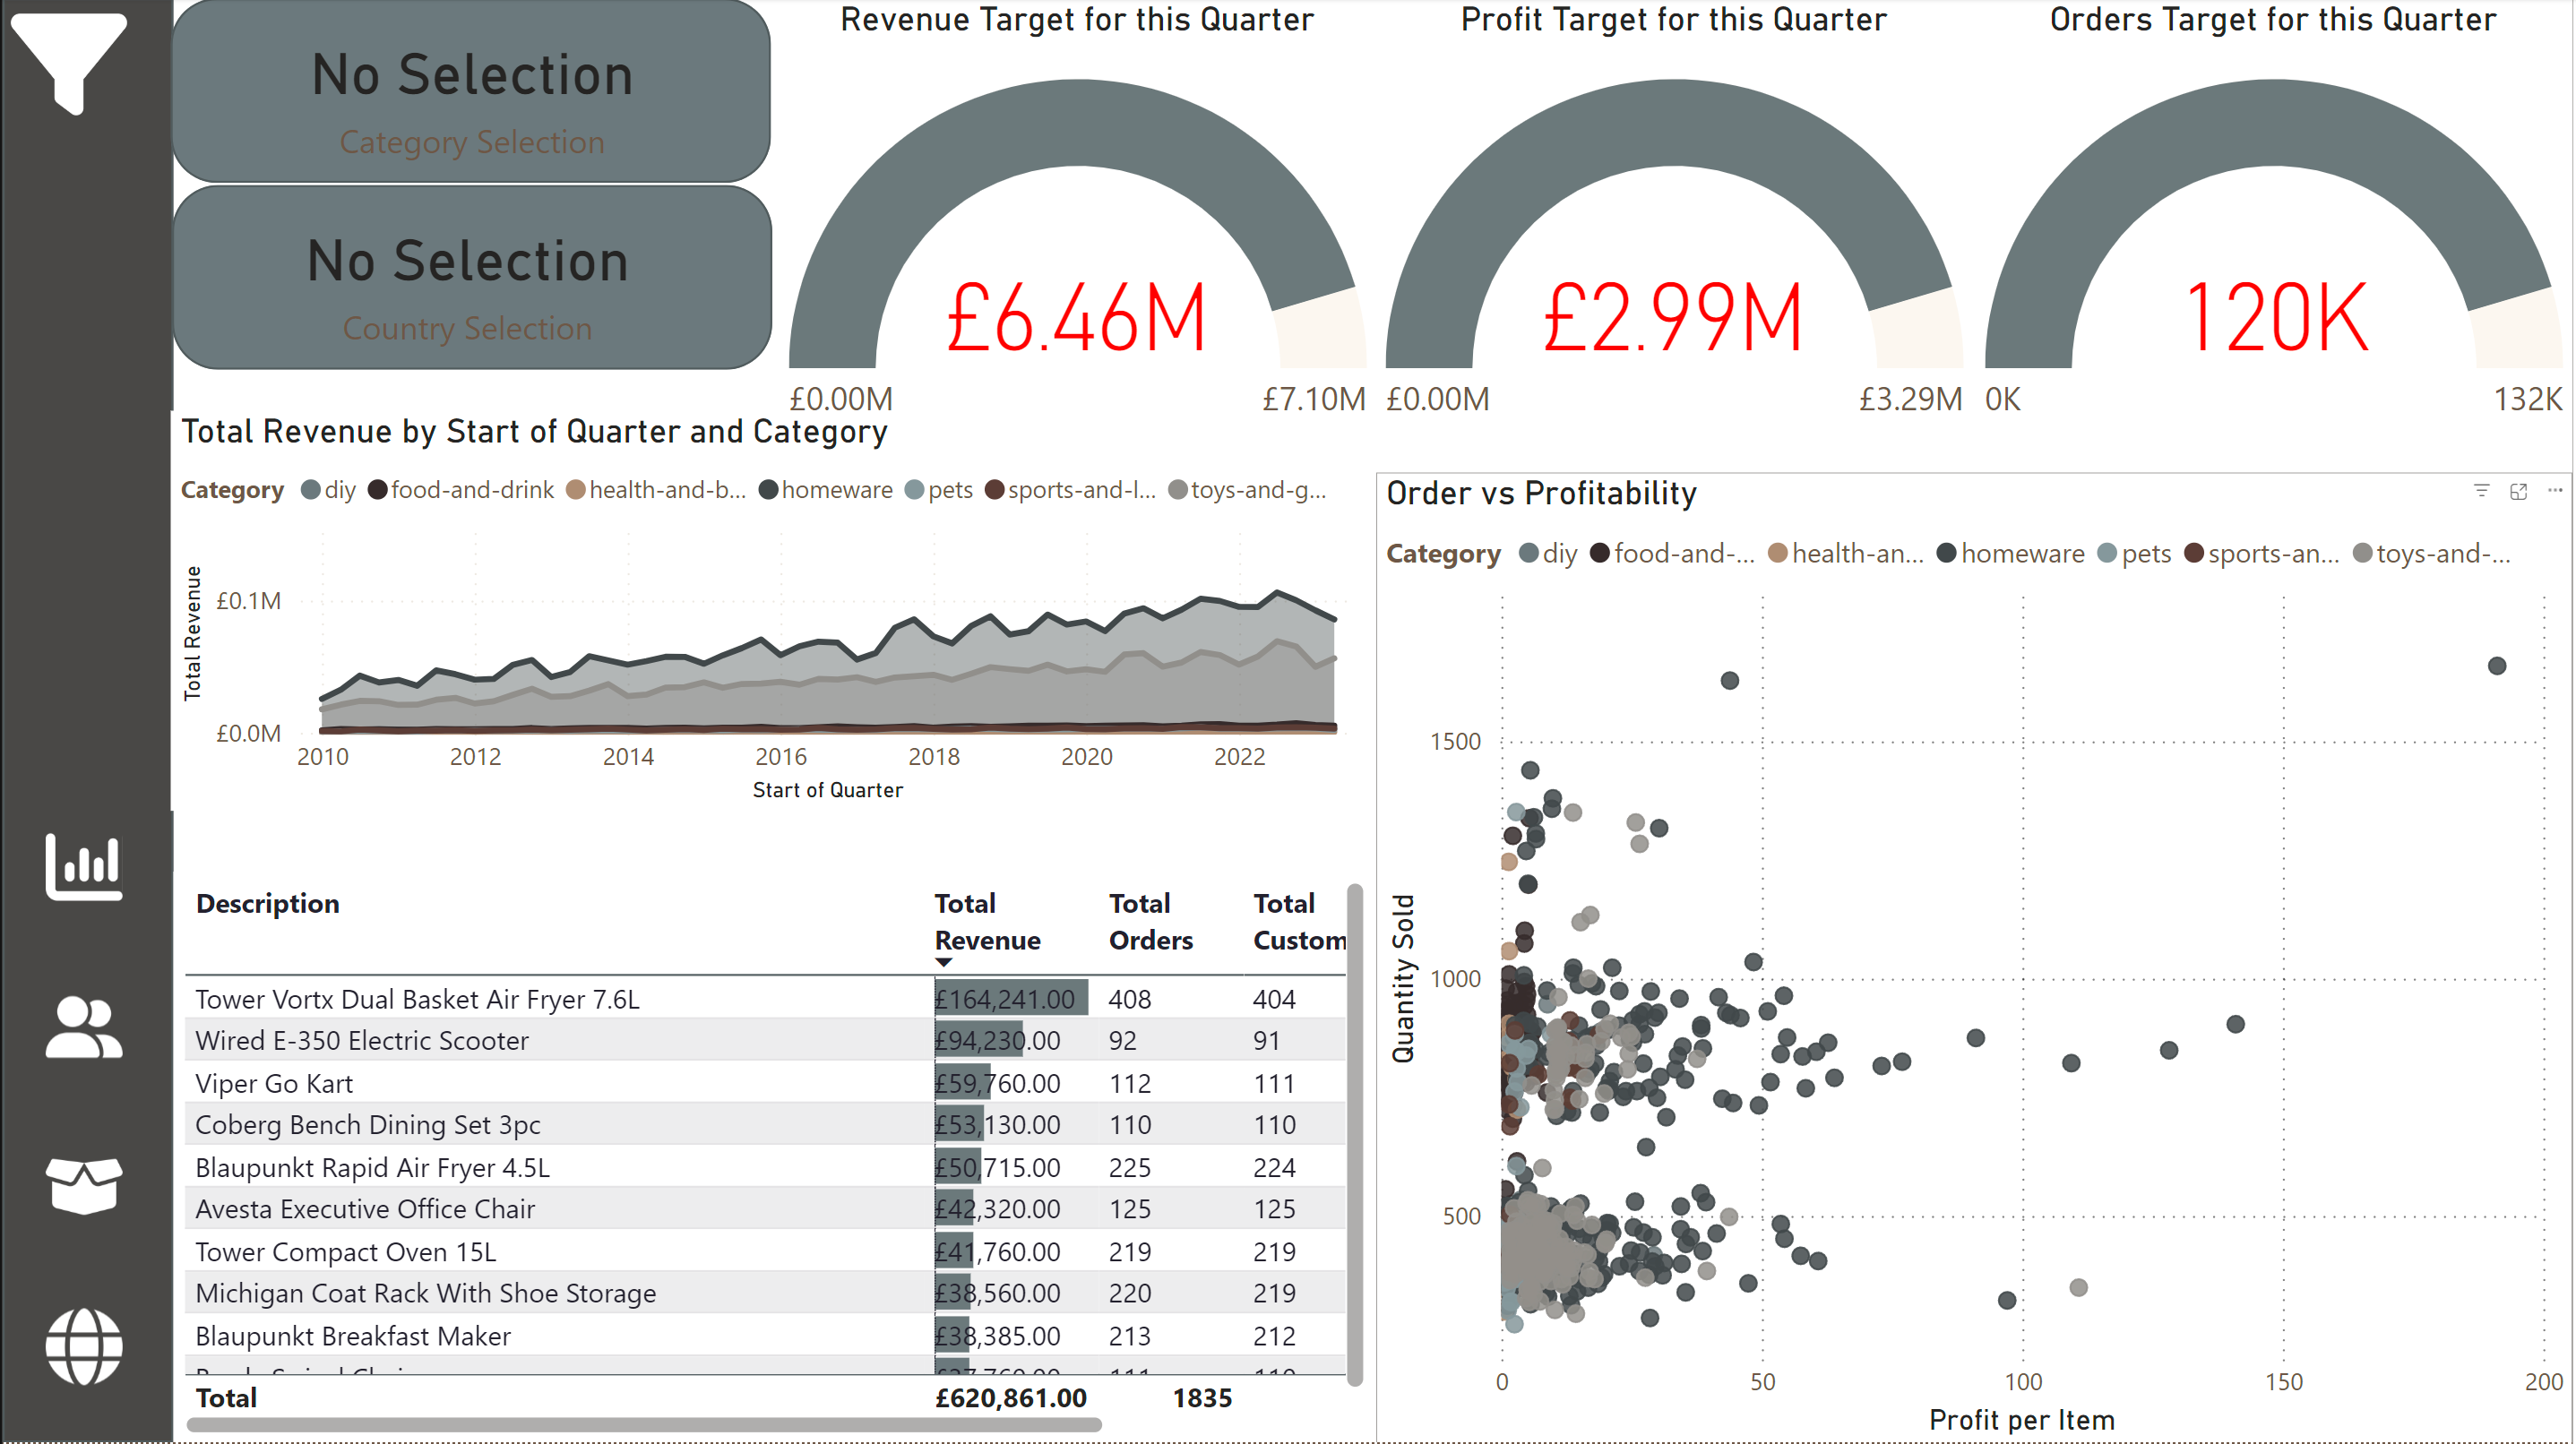 No Selection
Category Selection
No Selection
Country Selection
Revenue Target for this Quarter
£6.46M
£0.00M
£7.10M
Profit Target for this Quarter
£2.99M
£0.00M
£3.29M
Orders Target for this Quarter
120K
0K
132K
Total Revenue by Start of Quarter and Category
Category diy food-and-drink health-and-b... homeware pets sports-and-l... toys-and-g...
Total Revenue
£0.1M
£0.0M
2010 2012 2014 2016 2018 2020 2022
Start of Quarter
Description Total Revenue Total Orders Total Custom
Tower Vortx Dual Basket Air Fryer 7.6L £164,241.00 408 404
Wired E-350 Electric Scooter £94,230.00 92 91
Viper Go Kart £59,760.00 112 111
Coberg Bench Dining Set 3pc £53,130.00 110 110
Blaupunkt Rapid Air Fryer 4.5L £50,715.00 225 224
Avesta Executive Office Chair £42,320.00 125 125
Tower Compact Oven 15L £41,760.00 219 219
Michigan Coat Rack With Shoe Storage £38,560.00 220 219
Blaupunkt Breakfast Maker £38,385.00 213 212
Total £620,861.00 1835
Order vs Profitability
Category diy food-and-... health-an... homeware pets sports-an... toys-and-...
Quantity Sold
1500
1000
500
0 50 100 150 200
Profit per Item